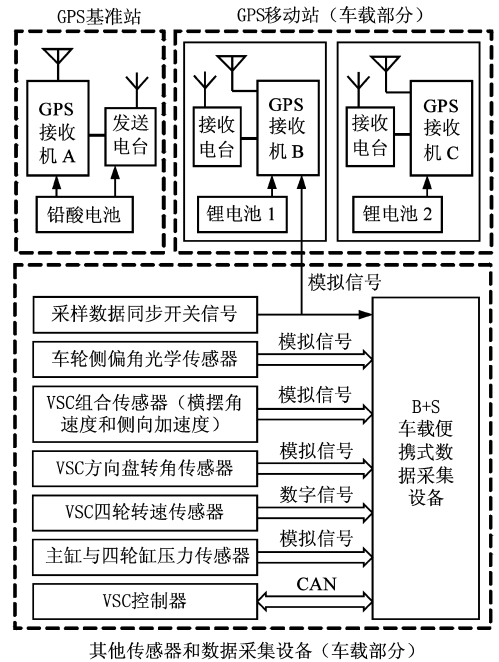 GPS基准站
GPS移动站（车载部分）
GPS
接收
机 A
发送
电台
铅酸电池
接收
电台
GPS
接收
机 B
锂电池 1
接收
电台
GPS
接收
机 C
锂电池 2
模拟信号
采样数据同步开关信号
车轮侧偏角光学传感器
模拟信号
VSC组合传感器（横摆角
速度和侧向加速度）
模拟信号
VSC方向盘转角传感器
模拟信号
VSC四轮转速传感器
数字信号
主缸与四轮缸压力传感器
模拟信号
VSC控制器
CAN
B+S
车载便
携式数
据采集
设备
其他传感器和数据采集设备（车载部分）